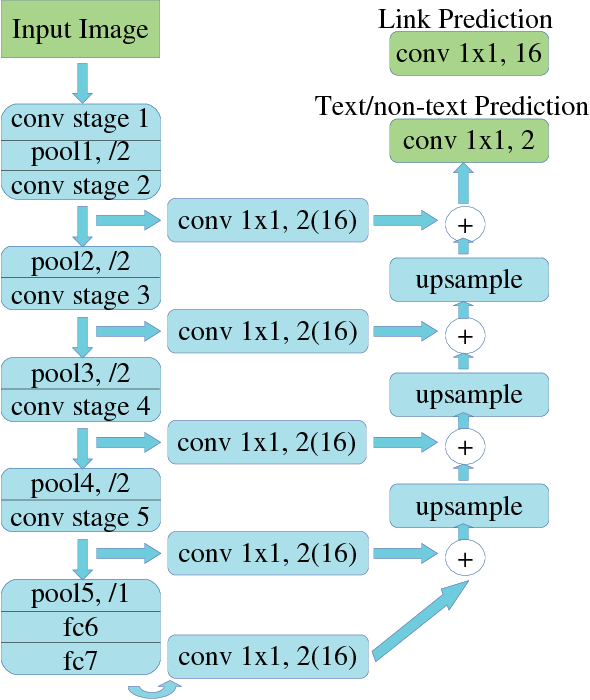 Input Image
conv stage 1
pool1, /2
conv stage 2
pool2, /2
conv stage 3
pool3, /2
conv stage 4
pool4, /2
conv stage 5
pool5, /1
fc6
fc7
conv 1x1, 2(16)
conv 1x1, 2(16)
conv 1x1, 2(16)
conv 1x1, 2(16)
conv 1x1, 2(16)
Link Prediction
conv 1x1, 16
Text/non-text Prediction
conv 1x1, 2
+
upsample
+
upsample
+
upsample
+